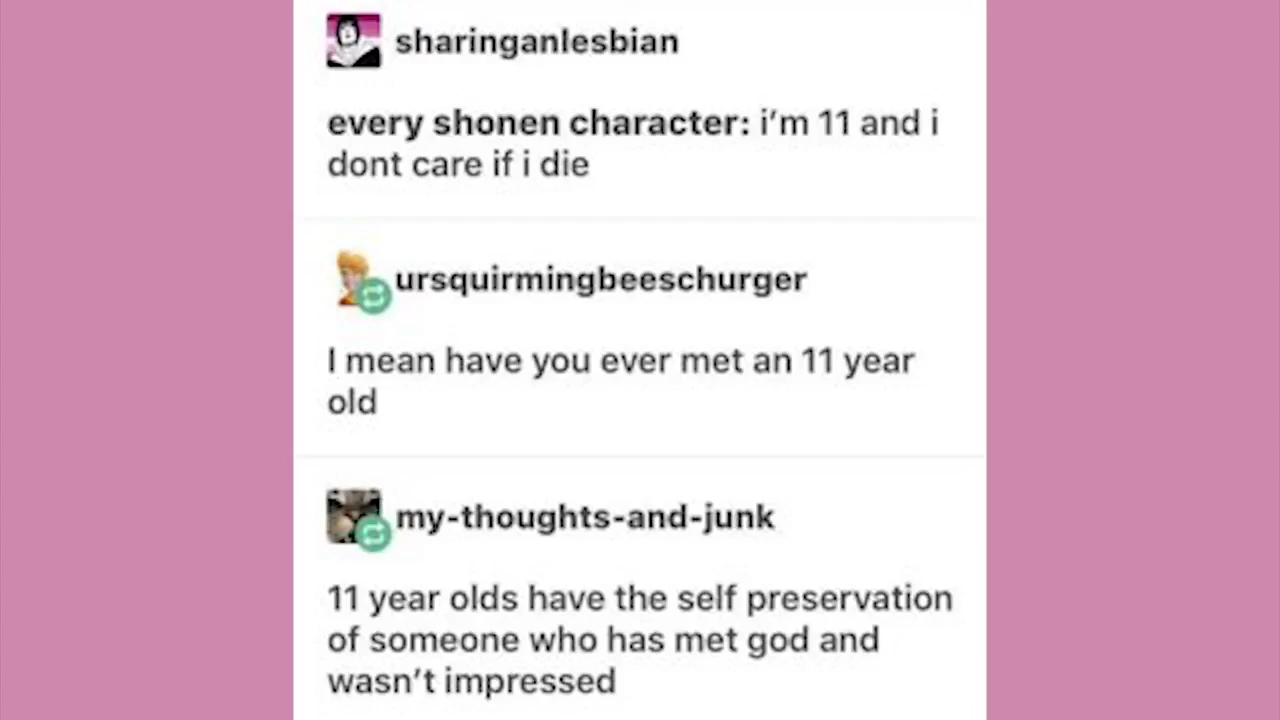 sharinganlesbian
every shonen character: i'm 11 and i
dont care if i die
ursquirmingbeeschurger
I mean have you ever met an 11 year
old
my-thoughts-and-junk
11 year olds have the self preservation
of someone who has met god and
wasn't impressed